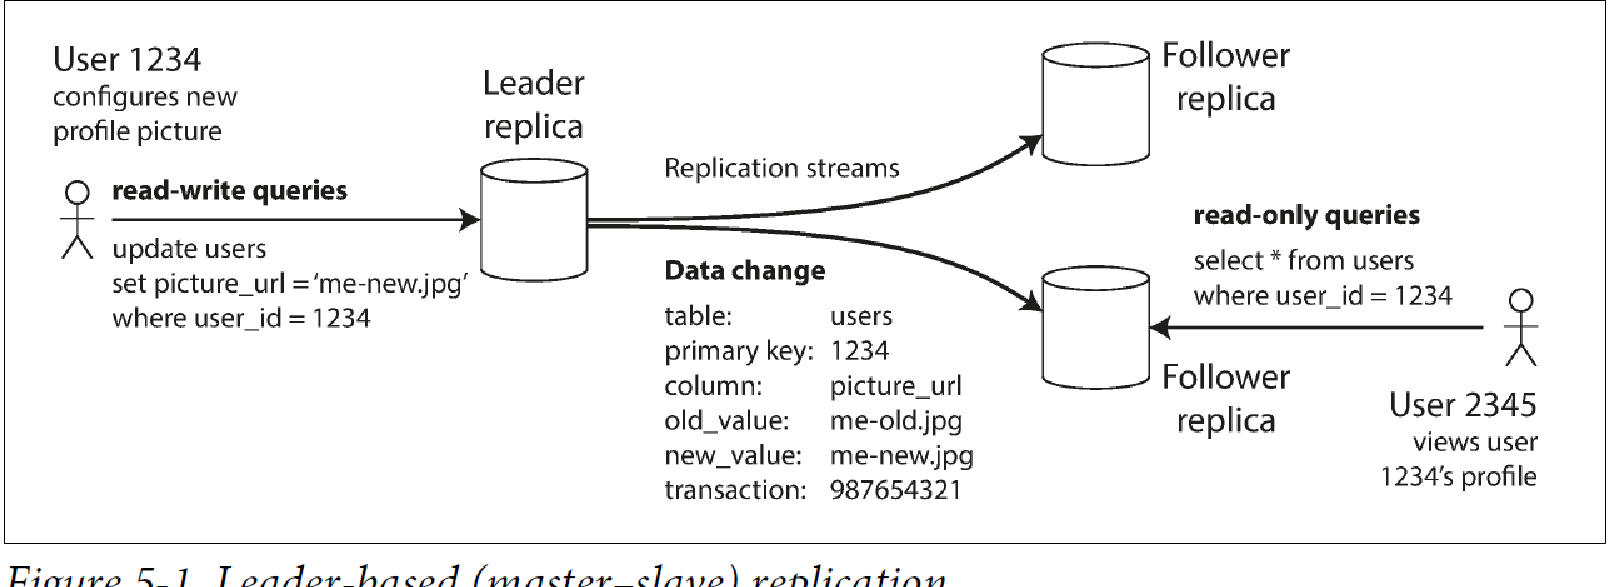 User 1234
configures new
profile picture
read-write queries
update users
set picture_url = ‘me-new.jpg’
where user_id = 1234
Leader
replica
Replication streams
Data change
table: users
primary key: 1234
column: picture_url
old_value: me-old.jpg
new_value: me-new.jpg
transaction: 987654321
Follower
replica
read-only queries
select * from users
where user_id = 1234
Follower
replica
User 2345
views user
1234’s profile
Figure 5-1. Leader-based (master–slave) replication